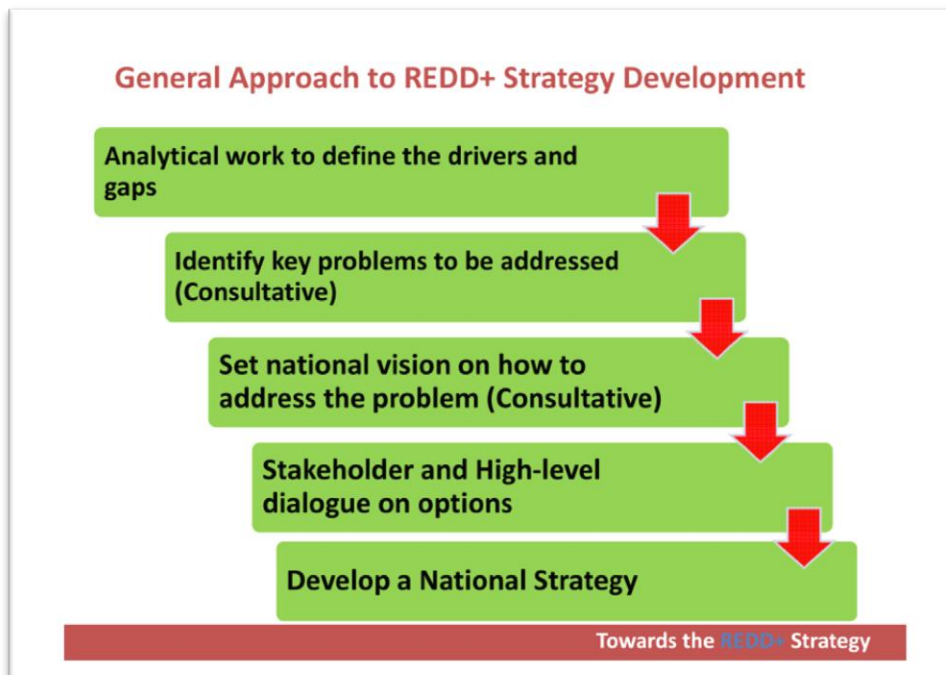 General Approach to REDD+ Strategy Development
Analytical work to define the drivers and
gaps
Identify key problems to be addressed
(Consultative)
Set national vision on how to
address the problem (Consultative)
Stakeholder and High-level
dialogue on options
Develop a National Strategy
Towards the REDD+ Strategy